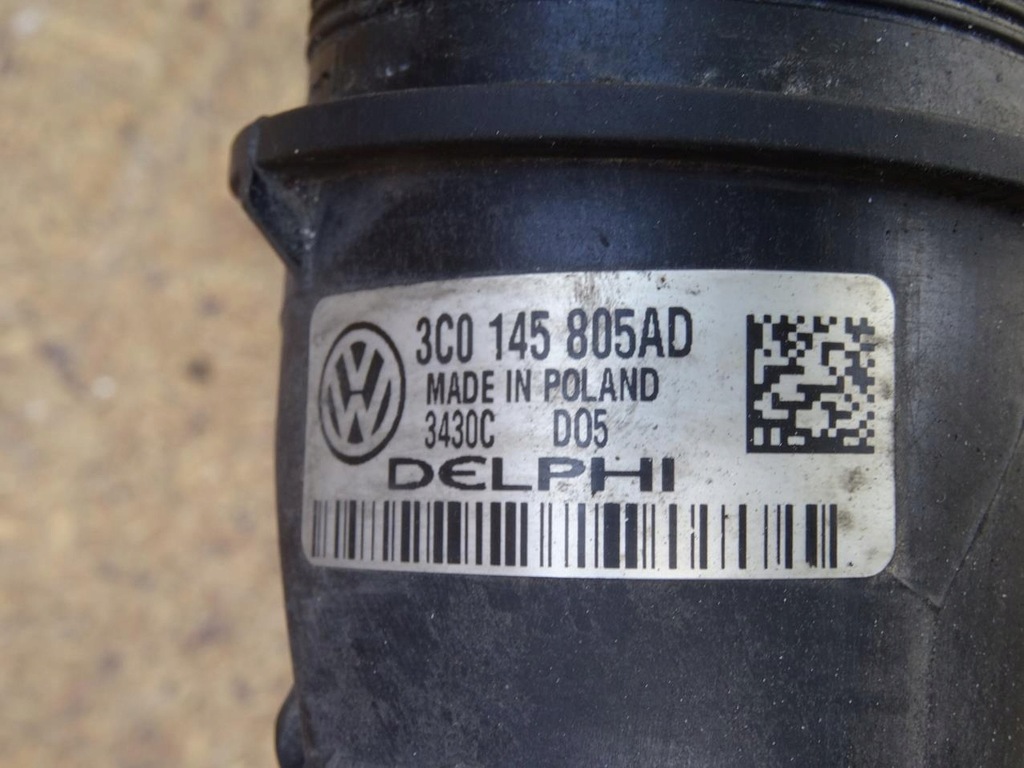 3C0 145 805AD
MADE IN POLAND
3430C D05
DELPHI